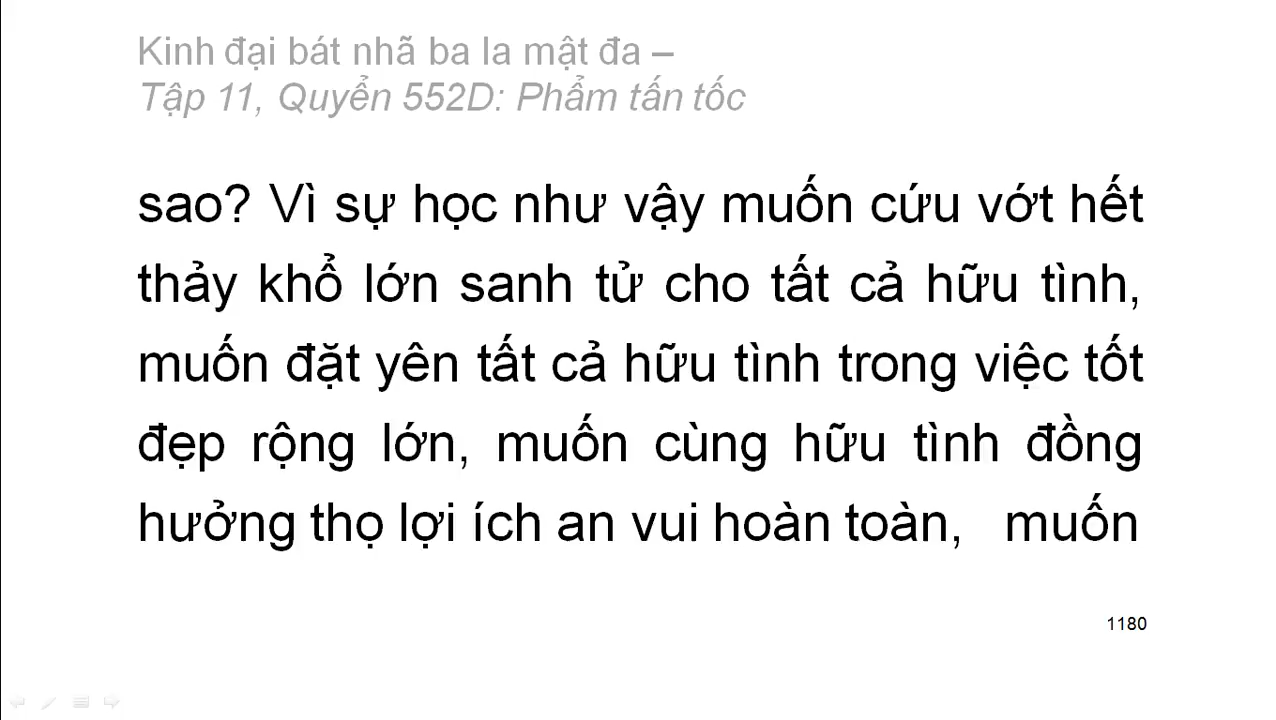 Kinh đại bát nhã ba la mật đa –
Tập 11, Quyển 552D: Phẩm tấn tốc
sao? Vì sự học như vậy muốn cứu vớt hết
thảy khổ lớn sanh tử cho tất cả hữu tình,
muốn đặt yên tất cả hữu tình trong việc tốt
đẹp rộng lớn, muốn cùng hữu tình đồng
hưởng thọ lợi ích an vui hoàn toàn, muốn
1180